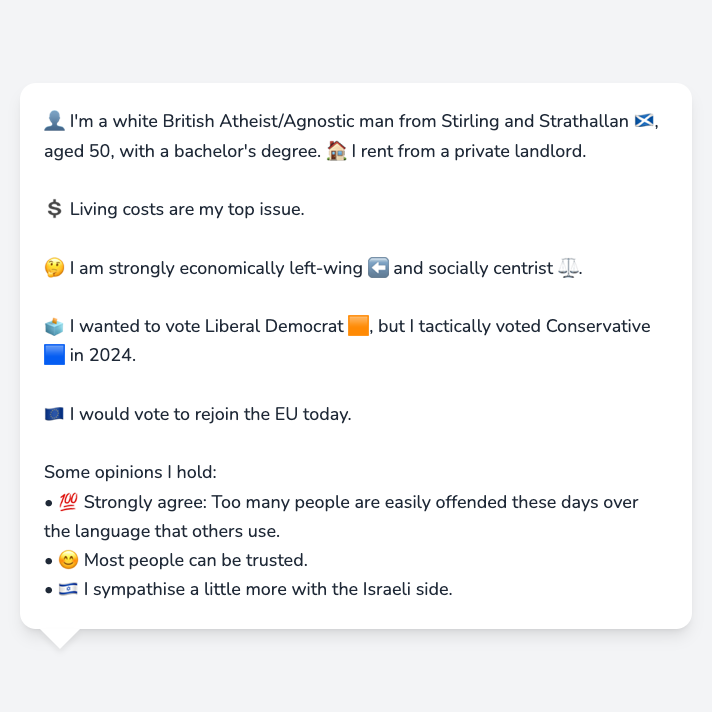 👤 I'm a white British Atheist/Agnostic man from Stirling and Strathallan 🏴󠁧󠁢󠁳󠁣󠁴󠁿,
aged 50, with a bachelor's degree. 🏠 I rent from a private landlord.
💲 Living costs are my top issue.
🤔 I am strongly economically left-wing ⬅️ and socially centrist ⚖️.
🗳️ I wanted to vote Liberal Democrat 🟧, but I tactically voted Conservative
🟦 in 2024.
🇪🇺 I would vote to rejoin the EU today.
Some opinions I hold:
• 💯 Strongly agree: Too many people are easily offended these days over
the language that others use.
• 😊 Most people can be trusted.
• 🇮🇱 I sympathise a little more with the Israeli side.